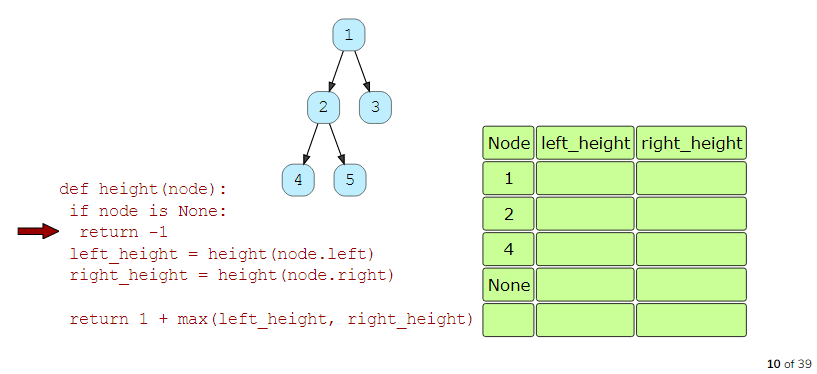 1
2 3
4 5
def height(node):
if node is None:
return -1
left_height = height(node.left)
right_height = height(node.right)
return 1 + max(left_height, right_height)
Node left_height right_height
1
2
4
None
10 of 39